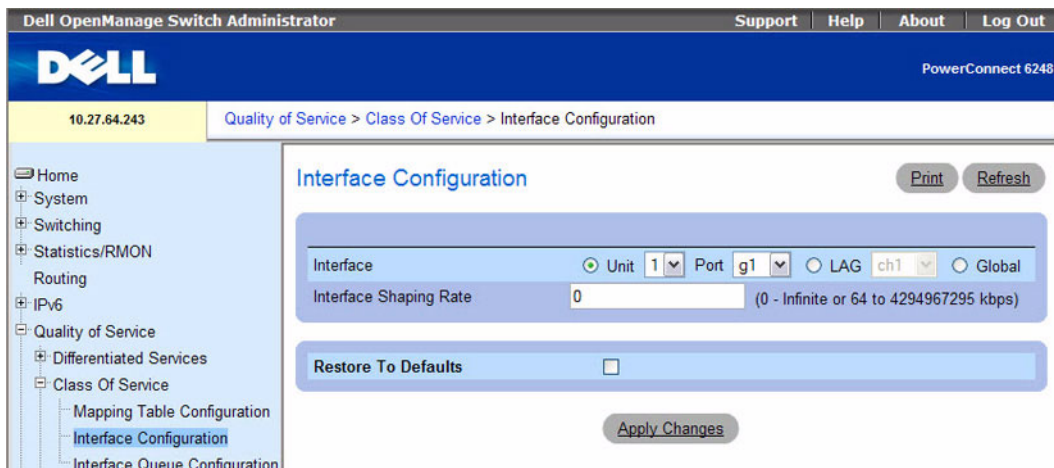 Dell OpenManage Switch Administrator
Support | Help | About | Log Out
DELL
PowerConnect 6248
10.27.64.243
Quality of Service > Class Of Service > Interface Configuration
Home
System
Switching
Statistics/RMON
Routing
IPv6
Quality of Service
Differentiated Services
Class Of Service
Mapping Table Configuration
Interface Configuration
Interface Queue Configuration
Interface Configuration
Print
Refresh
Interface Unit 1 Port g1 LAG ch1 Global
Interface Shaping Rate 0 (0 - Infinite or 64 to 4294967295 kbps)
Restore To Defaults
Apply Changes